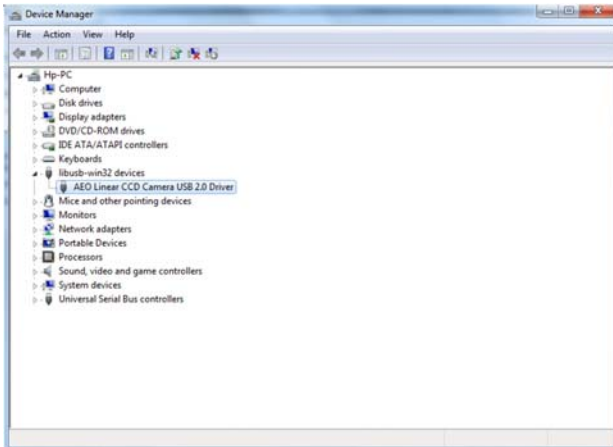 Device Manager
File Action View Help
Hp-PC
Computer
Disk drives
Display adapters
DVD/CD-ROM drives
IDE ATA/ATAPI controllers
Keyboards
libusb-win32 devices
AEO Linear CCD Camera USB 2.0 Driver
Mice and other pointing devices
Monitors
Network adapters
Portable Devices
Processors
Sound, video and game controllers
System devices
Universal Serial Bus controllers